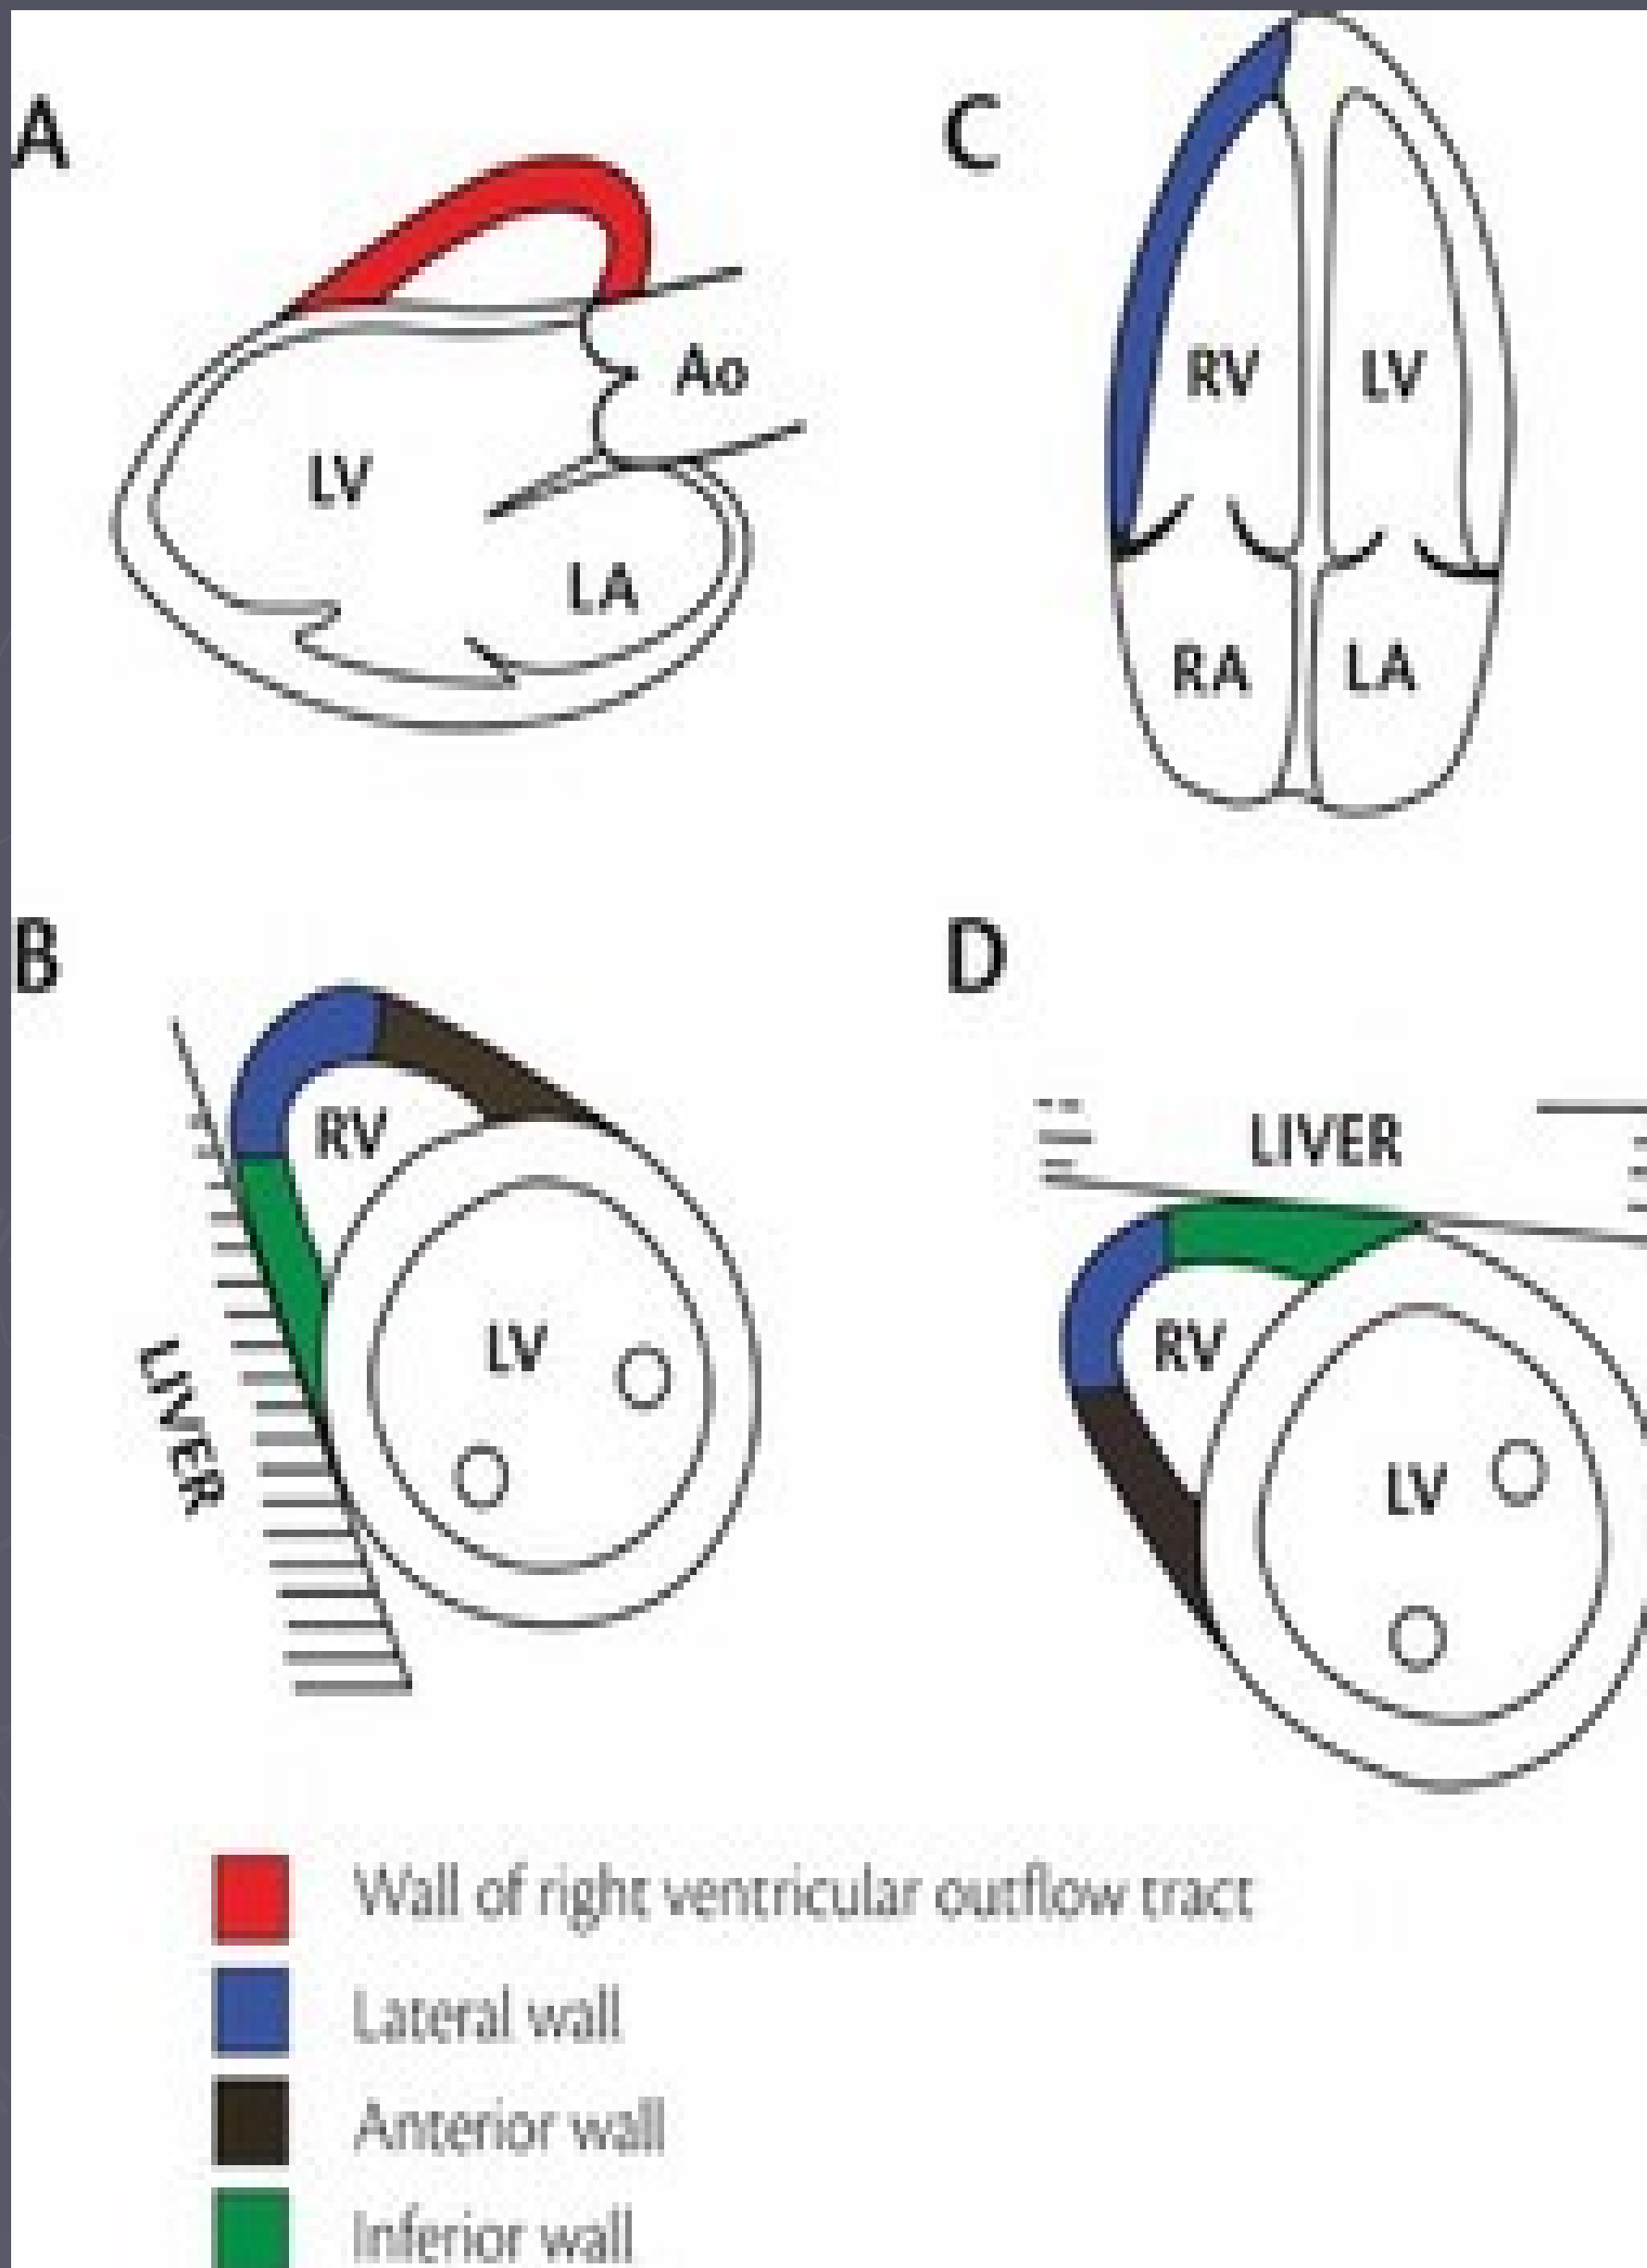 A
Ao
LV
LA
C
RV
LV
RA
LA
B
RV
LV
LIVER
D
LIVER
RV
LV
Wall of right ventricular outflow tract
Lateral wall
Anterior wall
Inferior wall